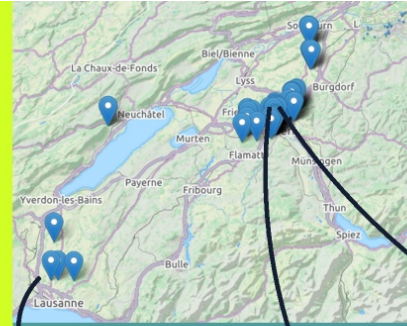 Solothurn
Biel/Bienne
La Chaux-de-Fonds
Lyss
Burgdorf
Neuchâtel
Murten
Flamatt
Münsingen
Payerne
Fribourg
Yverdon-les-Bains
Thun
Spiez
Bulle
Lausanne